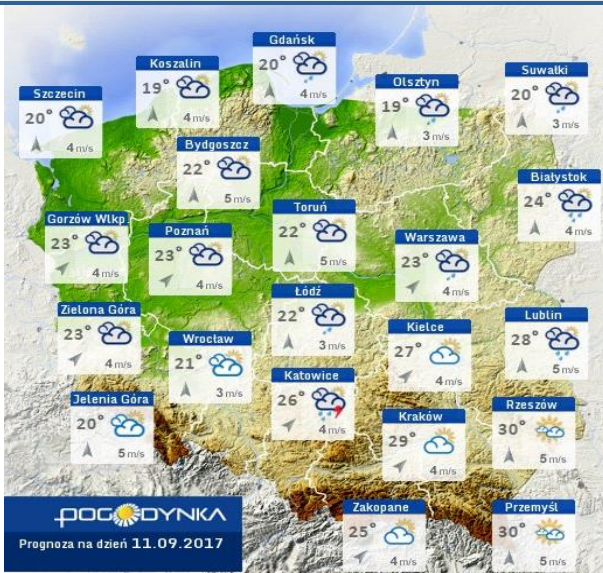 Gdańsk
20°
4 m/s
Koszalin
19°
4 m/s
Suwałki
20°
3 m/s
Olsztyn
19°
3 m/s
Szczecin
20°
4 m/s
Bydgoszcz
22°
5 m/s
Białystok
24°
4 m/s
Toruń
22°
5 m/s
Gorzów Wlkp
23°
4 m/s
Poznań
23°
4 m/s
Warszawa
23°
4 m/s
Łódź
22°
3 m/s
Zielona Góra
23°
4 m/s
Lublin
28°
5 m/s
Kielce
27°
4 m/s
Wrocław
21°
3 m/s
Katowice
26°
4 m/s
Jelenia Góra
20°
5 m/s
Rzeszów
30°
5 m/s
Kraków
29°
4 m/s
Zakopane
25°
4 m/s
Przemyśl
30°
5 m/s
POGODYNKA
Prognoza na dzień 11.09.2017